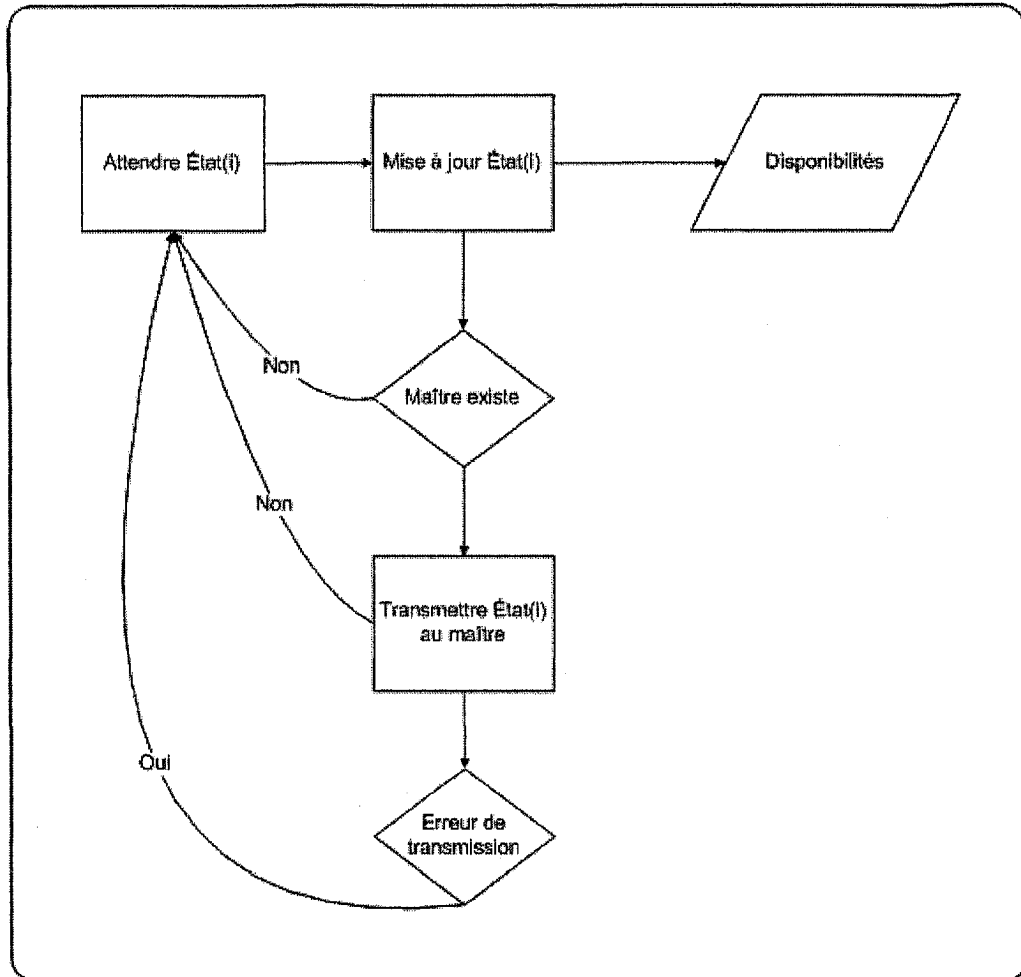 Attendre État(i)
Mise à jour État(i)
Disponibilités
Non
Maître existe
Non
Transmettre État(i)
au maître
Oui
Erreur de
transmission